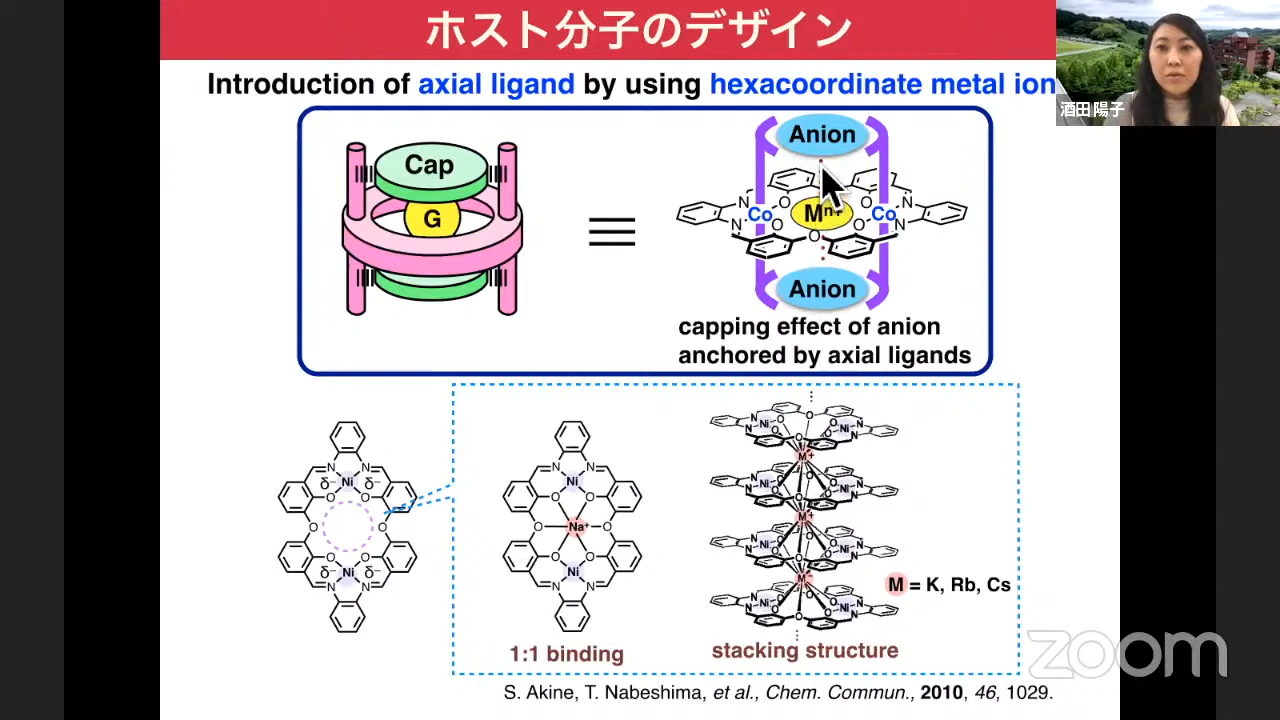 ホスト分子のデザイン
Introduction of axial ligand by using hexacoordinate metal ion
酒田 陽子
Cap
G
Anion
Co
Mn+
Co
N
N
N
N
O
O
O
Anion
capping effect of anion
anchored by axial ligands
N Ni N
δ− δ−
O O
O O
O O
δ− Ni δ−
N N
N Ni N
O O
O Na+ O
O O
N Ni N
Ni
M+
M+
M+
M = K, Rb, Cs
1:1 binding
stacking structure
zoom
S. Akine, T. Nabeshima, et al., Chem. Commun., 2010, 46, 1029.